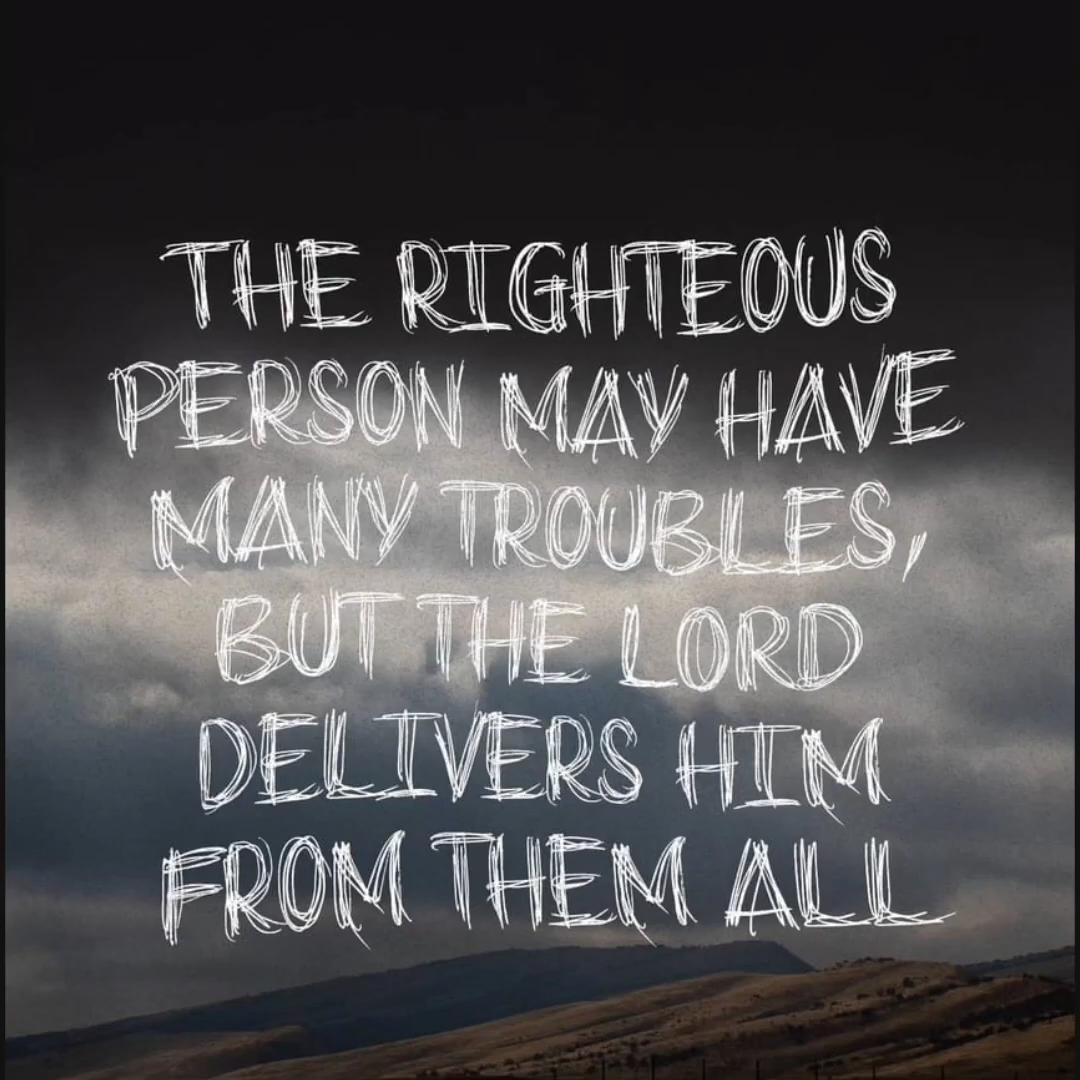 THE RIGHTEOUS
PERSON MAY HAVE
MANY TROUBLES,
BUT THE LORD
DELIVERS HIM
FROM THEM ALL